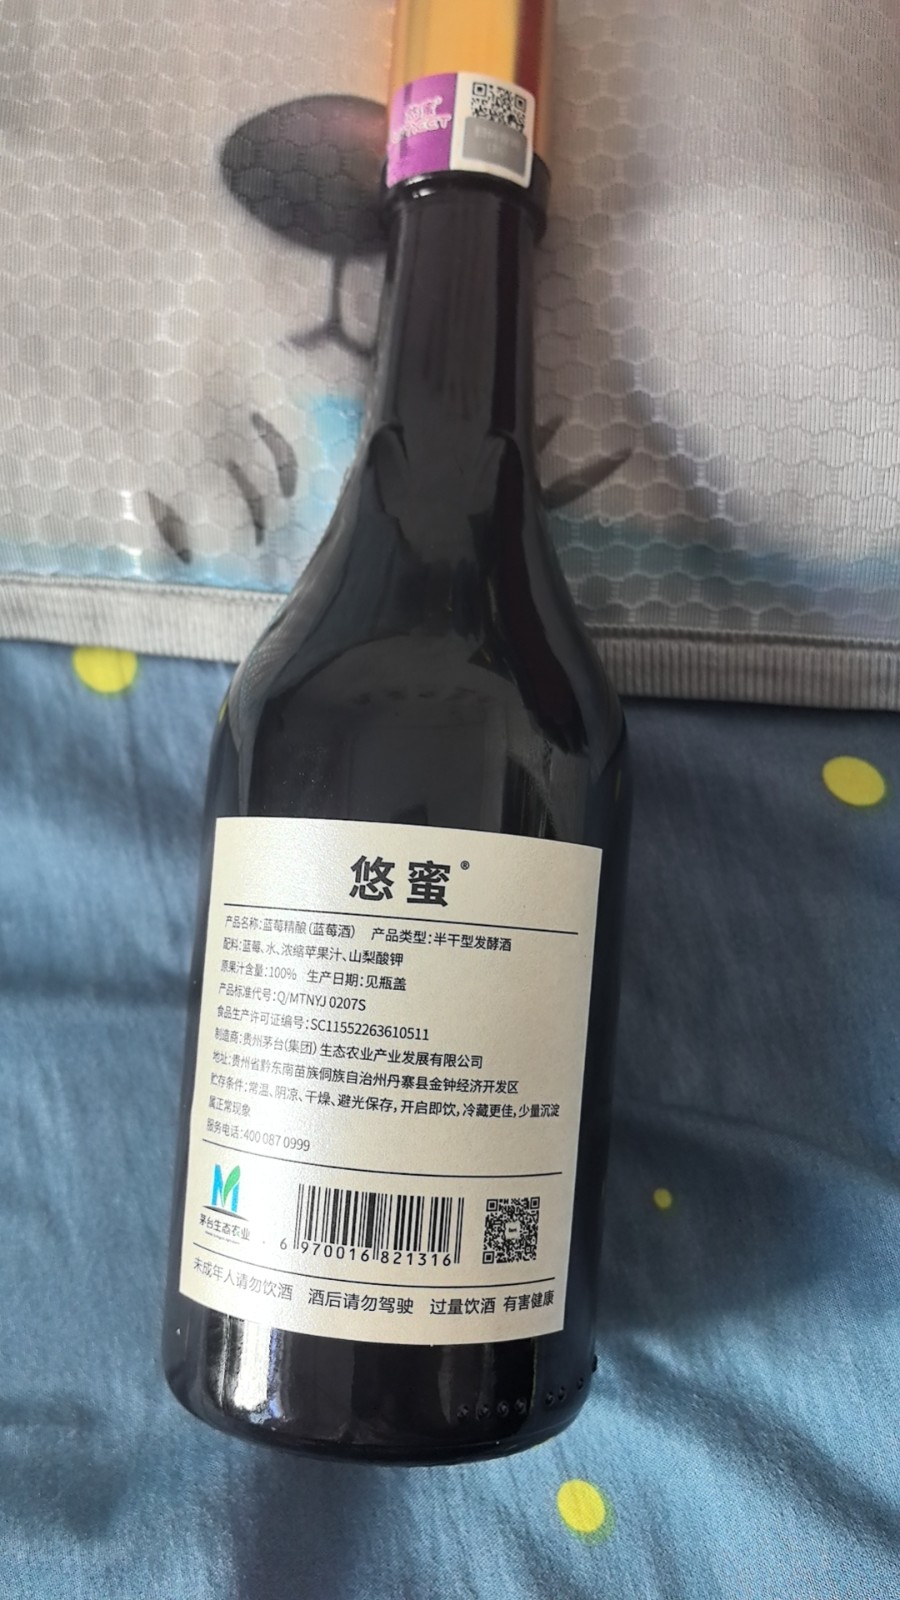 悠蜜®
悠蜜®
产品名称:蓝莓精酿(蓝莓酒) 产品类型:半干型发酵酒
配料:蓝莓、水、浓缩苹果汁、山梨酸钾
原果汁含量:100% 生产日期:见瓶盖
产品标准代号:Q/MTNYJ 0207S
食品生产许可证编号:SC11552263610511
制造商:贵州茅台(集团)生态农业产业发展有限公司
地址:贵州省黔东南苗族侗族自治州丹寨县金钟经济开发区
贮存条件:常温、阴凉、干燥、避光保存,开启即饮,冷藏更佳,少量沉淀
属正常现象
服务电话:400 087 0999
茅台生态农业
6 970016 821316
未成年人请勿饮酒 酒后请勿驾驶 过量饮酒 有害健康